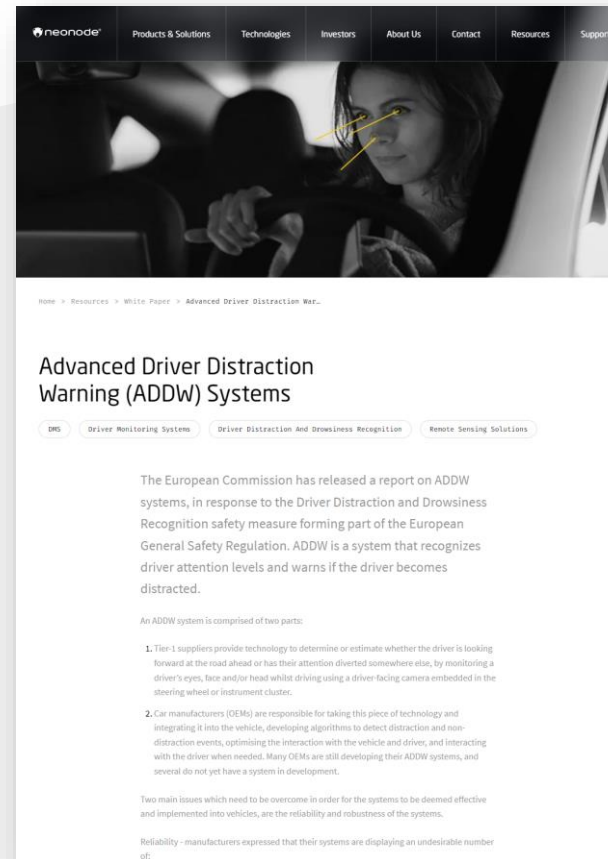 neonode
Products & Solutions
Technologies
Investors
About Us
Contact
Resources
Support
Home > Resources > White Paper > Advanced Driver Distraction War…
Advanced Driver Distraction
Warning (ADDW) Systems
DMS
Driver Monitoring Systems
Driver Distraction And Drowsiness Recognition
Remote Sensing Solutions
The European Commission has released a report on ADDW
systems, in response to the Driver Distraction and Drowsiness
Recognition safety measure forming part of the European
General Safety Regulation. ADDW is a system that recognizes
driver attention levels and warns if the driver becomes
distracted.
An ADDW system is comprised of two parts:
1. Tier-1 suppliers provide technology to determine or estimate whether the driver is looking
forward at the road ahead or has their attention diverted somewhere else, by monitoring a
driver's eyes, face and/or head whilst driving using a driver-facing camera embedded in the
steering wheel or instrument cluster.
2. Car manufacturers (OEMs) are responsible for taking this piece of technology and
integrating it into the vehicle, developing algorithms to detect distraction and non-
distraction events, optimising the interaction with the vehicle and driver, and interacting
with the driver when needed. Many OEMs are still developing their ADDW systems, and
several do not yet have a system in development.
Two main issues which need to be overcome in order for the systems to be deemed effective
and implemented into vehicles, are the reliability and robustness of the systems.
Reliability - manufacturers expressed that their systems are displaying an undesirable number
of: